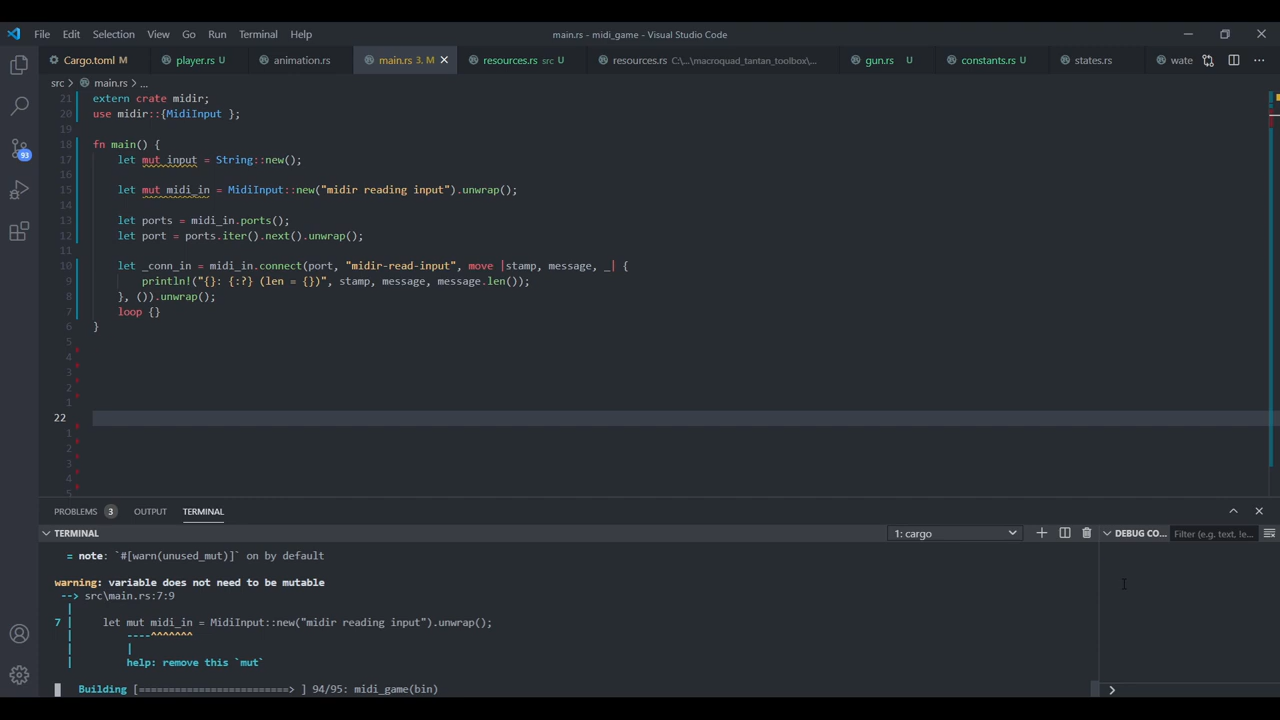 File Edit Selection View Go Run Terminal Help
main.rs - midi_game - Visual Studio Code
Cargo.toml M player.rs U animation.rs main.rs 3, M resources.rs src U resources.rs C:\...\macroquad_tantan_toolbox\... gun.rs U constants.rs U states.rs wate
src > main.rs > ...
21 extern crate midir;
20 use midir::{MidiInput };
19
18 fn main() {
17 let mut input = String::new();
16
15 let mut midi_in = MidiInput::new("midir reading input").unwrap();
14
13 let ports = midi_in.ports();
12 let port = ports.iter().next().unwrap();
11
10 let _conn_in = midi_in.connect(port, "midir-read-input", move |stamp, message, _| {
9 println!("{}: {:?} (len = {})", stamp, message, message.len());
8 }, ()).unwrap();
7 loop {}
6 }
5
4
3
2
1
22
1
2
3
4
5
93
PROBLEMS 3 OUTPUT TERMINAL
TERMINAL
1: cargo
DEBUG CO...
Filter (e.g. text, !e...
= note: `#[warn(unused_mut)]` on by default
warning: variable does not need to be mutable
--> src\main.rs:7:9
|
7 | let mut midi_in = MidiInput::new("midir reading input").unwrap();
| ----^^^^^^^
| |
| help: remove this `mut`
Building [=========================> ] 94/95: midi_game(bin)
>